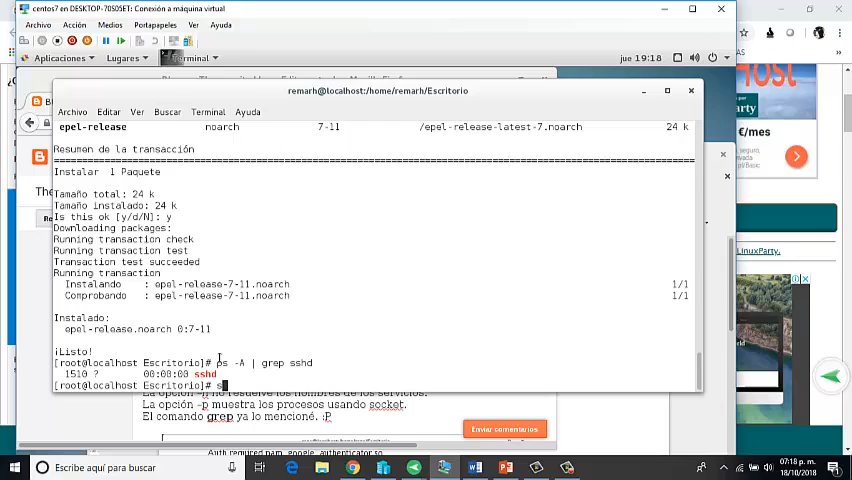 centos7 en DESKTOP-70S05ET: Conexión a máquina virtual
Archivo Acción Medios Portapapeles Ver Ayuda
Aplicaciones Lugares Terminal jue 19:18
remarh@localhost:/home/remarh/Escritorio
Archivo Editar Ver Buscar Terminal Ayuda
epel-release noarch 7-11 /epel-release-latest-7.noarch 24 k
Resumen de la transacción
================================================================================
Instalar 1 Paquete
Tamaño total: 24 k
Tamaño instalado: 24 k
Is this ok [y/d/N]: y
Downloading packages:
Running transaction check
Running transaction test
Transaction test succeeded
Running transaction
Instalando : epel-release-7-11.noarch 1/1
Comprobando : epel-release-7-11.noarch 1/1
Instalado:
epel-release.noarch 0:7-11
¡Listo!
[root@localhost Escritorio]# ps -A | grep sshd
1510 ? 00:00:00 sshd
[root@localhost Escritorio]# s
La opción -n no resuelve los nombres de los servicios.
La opción -p muestra los procesos usando socket.
El comando grep ya lo mencioné. :P
Enviar comentarios
Auth required pam_google_authenticator.so
The
Re
€/mes
LinuxParty.
Escribe aquí para buscar
07:18 p. m.
18/10/2018